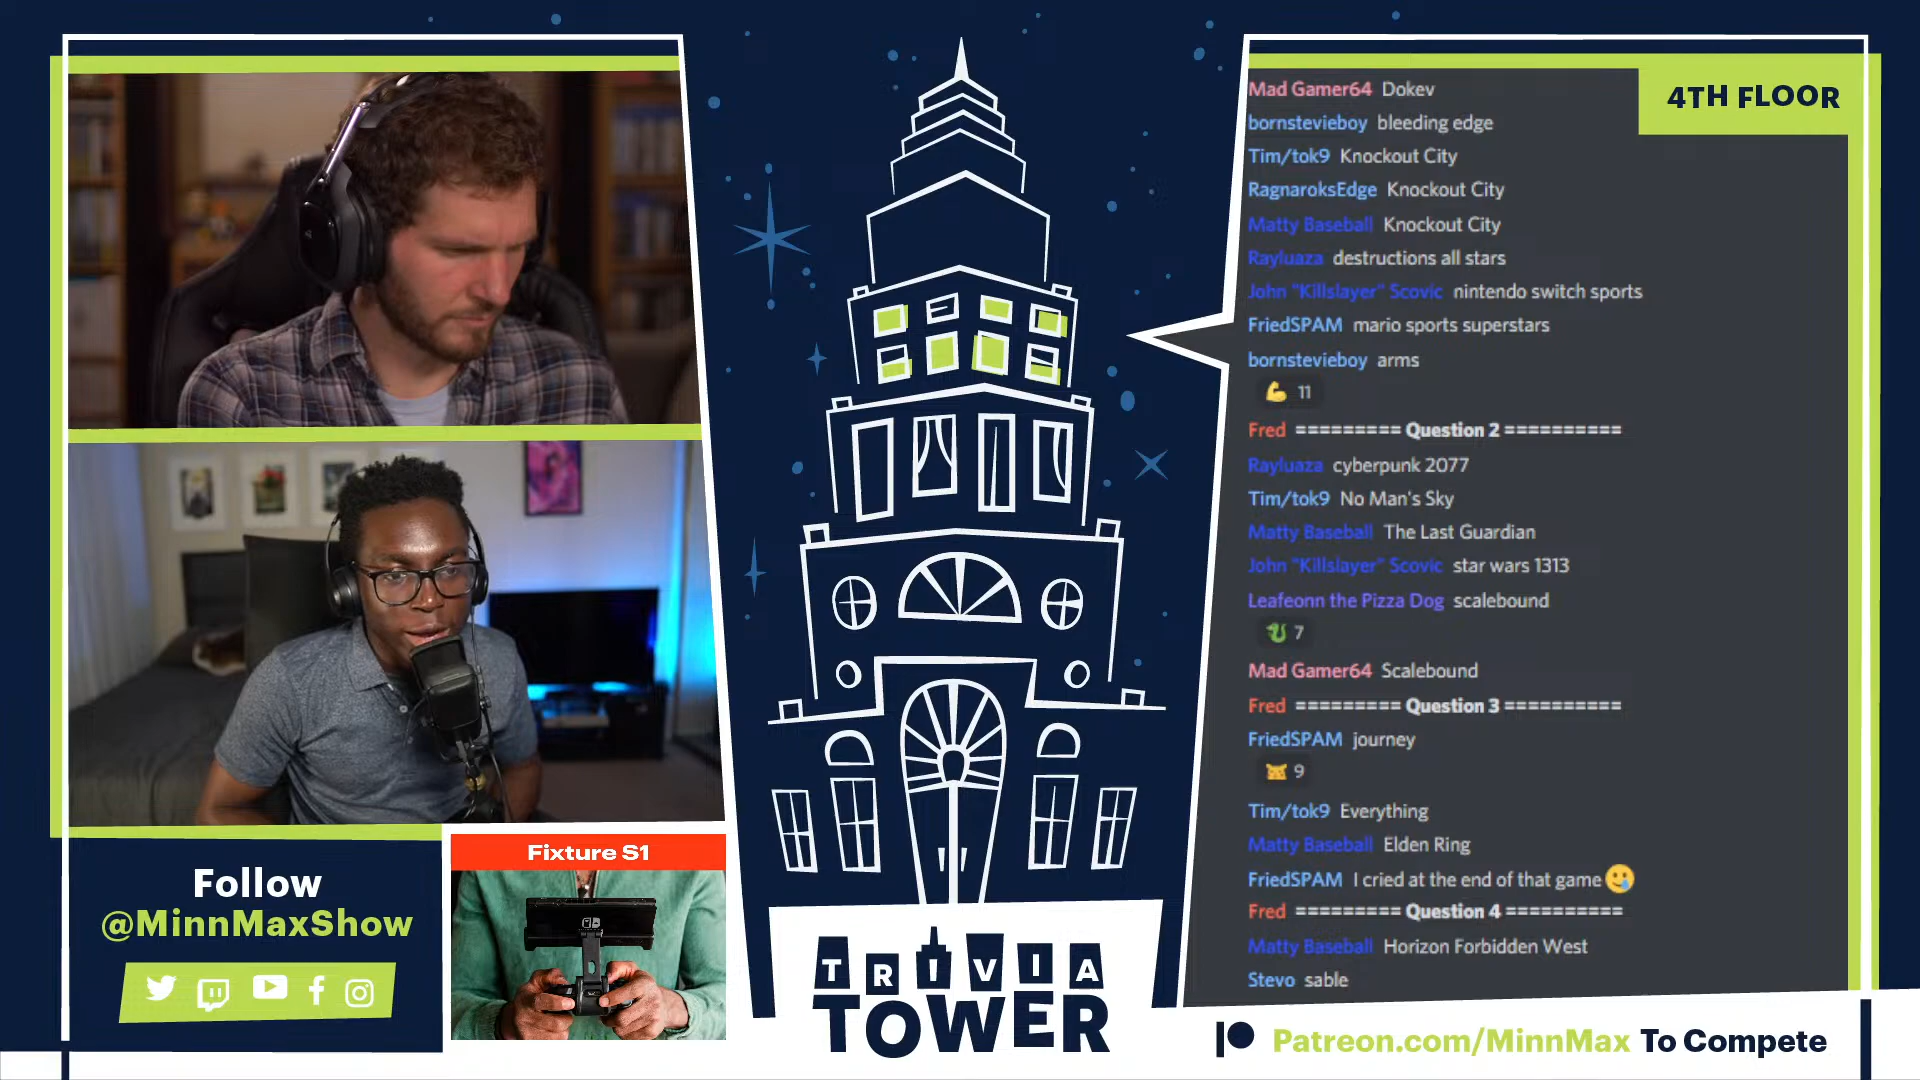 4TH FLOOR
Mad Gamer64 Dokev
bornstevieboy bleeding edge
Tim/tok9 Knockout City
RagnaroksEdge Knockout City
Matty Baseball Knockout City
Rayluaza destructions all stars
John "Killslayer" Scovic nintendo switch sports
FriedSPAM mario sports superstars
bornstevieboy arms
11
Fred ========= Question 2 ==========
Rayluaza cyberpunk 2077
Tim/tok9 No Man's Sky
Matty Baseball The Last Guardian
John "Killslayer" Scovic star wars 1313
Leafeonn the Pizza Dog scalebound
7
Mad Gamer64 Scalebound
Fred ========= Question 3 ==========
FriedSPAM journey
9
Tim/tok9 Everything
Matty Baseball Elden Ring
FriedSPAM I cried at the end of that game
Fred ========= Question 4 ==========
Matty Baseball Horizon Forbidden West
Stevo sable
Fixture S1
Follow
@MinnMaxShow
TRIVIA
TOWER
Patreon.com/MinnMax To Compete